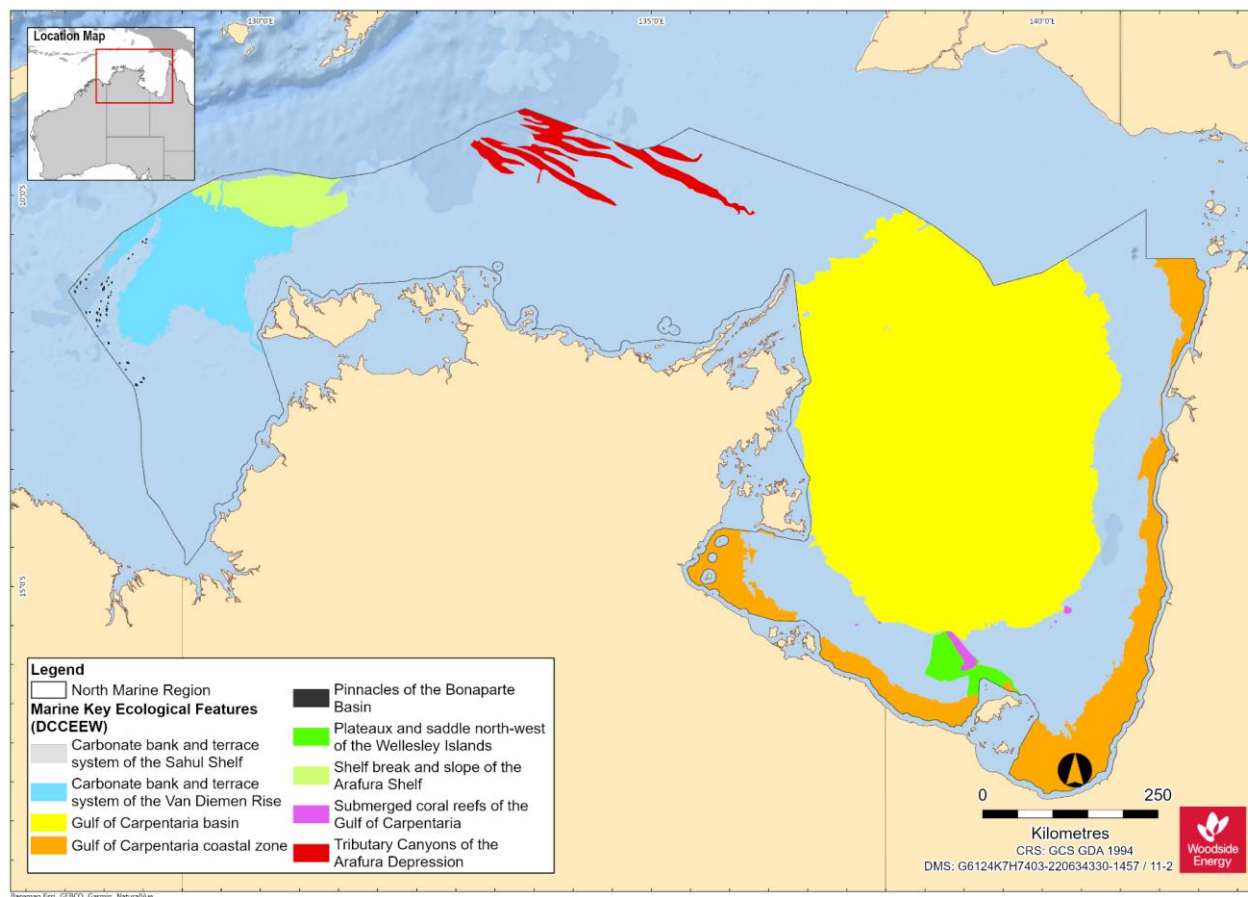 Location Map
130°0'E
135°0'E
140°0'E
10°0'S
15°0'S
Legend
North Marine Region
Marine Key Ecological Features
(DCCEEW)
Carbonate bank and terrace
system of the Sahul Shelf
Carbonate bank and terrace
system of the Van Diemen Rise
Gulf of Carpentaria basin
Gulf of Carpentaria coastal zone
Pinnacles of the Bonaparte
Basin
Plateaux and saddle north-west
of the Wellesley Islands
Shelf break and slope of the
Arafura Shelf
Submerged coral reefs of the
Gulf of Carpentaria
Tributary Canyons of the
Arafura Depression
0 250
Kilometres
CRS: GCS GDA 1994
DMS: G6124K7H7403-220634330-1457 / 11-2
Woodside
Energy